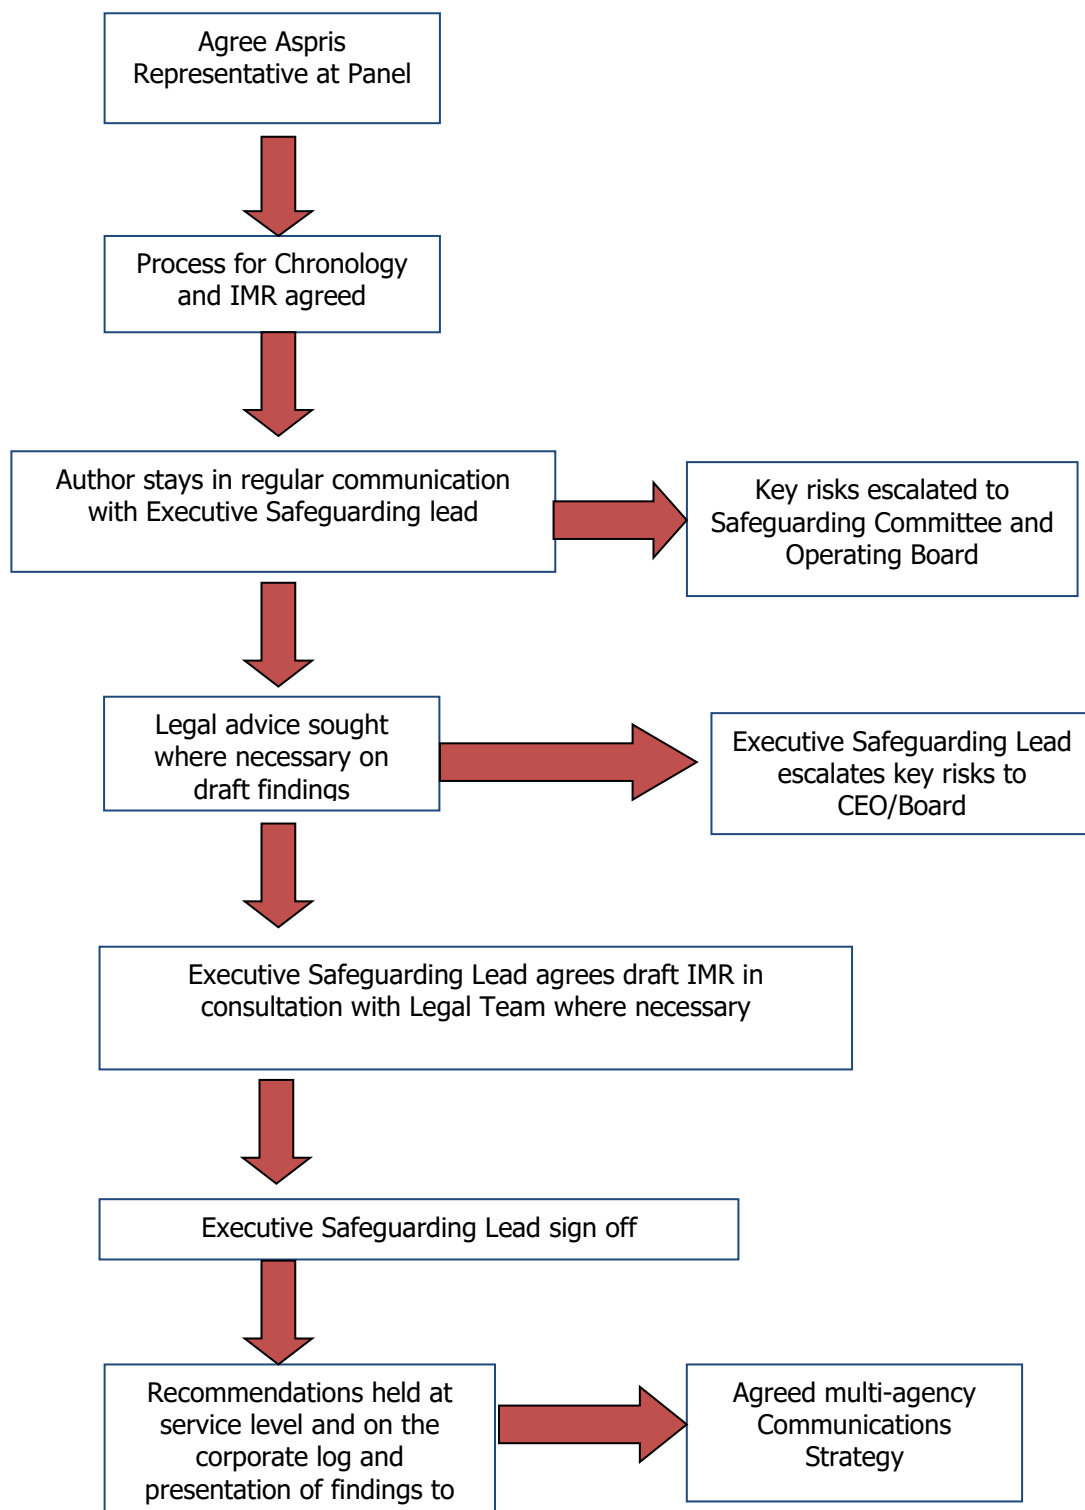 Agree Aspris
Representative at Panel
Process for Chronology
and IMR agreed
Author stays in regular communication
with Executive Safeguarding lead
Key risks escalated to
Safeguarding Committee and
Operating Board
Legal advice sought
where necessary on
draft findings
Executive Safeguarding Lead
escalates key risks to
CEO/Board
Executive Safeguarding Lead agrees draft IMR in
consultation with Legal Team where necessary
Executive Safeguarding Lead sign off
Recommendations held at
service level and on the
corporate log and
presentation of findings to
Agreed multi-agency
Communications
Strategy